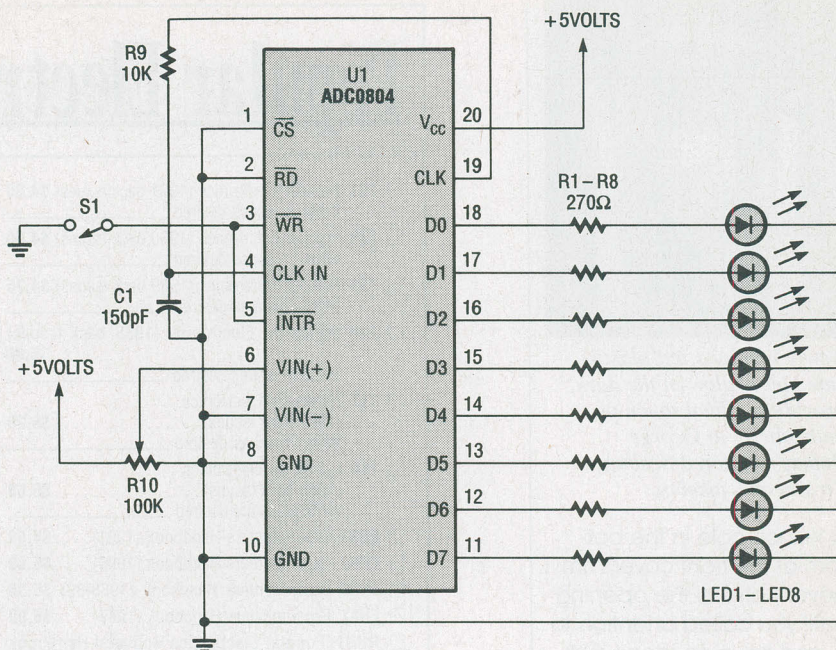 +5VOLTS
R9
10K
U1
ADC0804
1
CS
20
VCC
2
RD
19
CLK
R1–R8
270Ω
S1
3
WR
18
D0
4
CLK IN
17
D1
C1
150pF
5
INTR
16
D2
+5VOLTS
6
VIN(+)
15
D3
7
VIN(−)
14
D4
8
GND
13
D5
R10
100K
12
D6
10
GND
11
D7
LED1–LED8